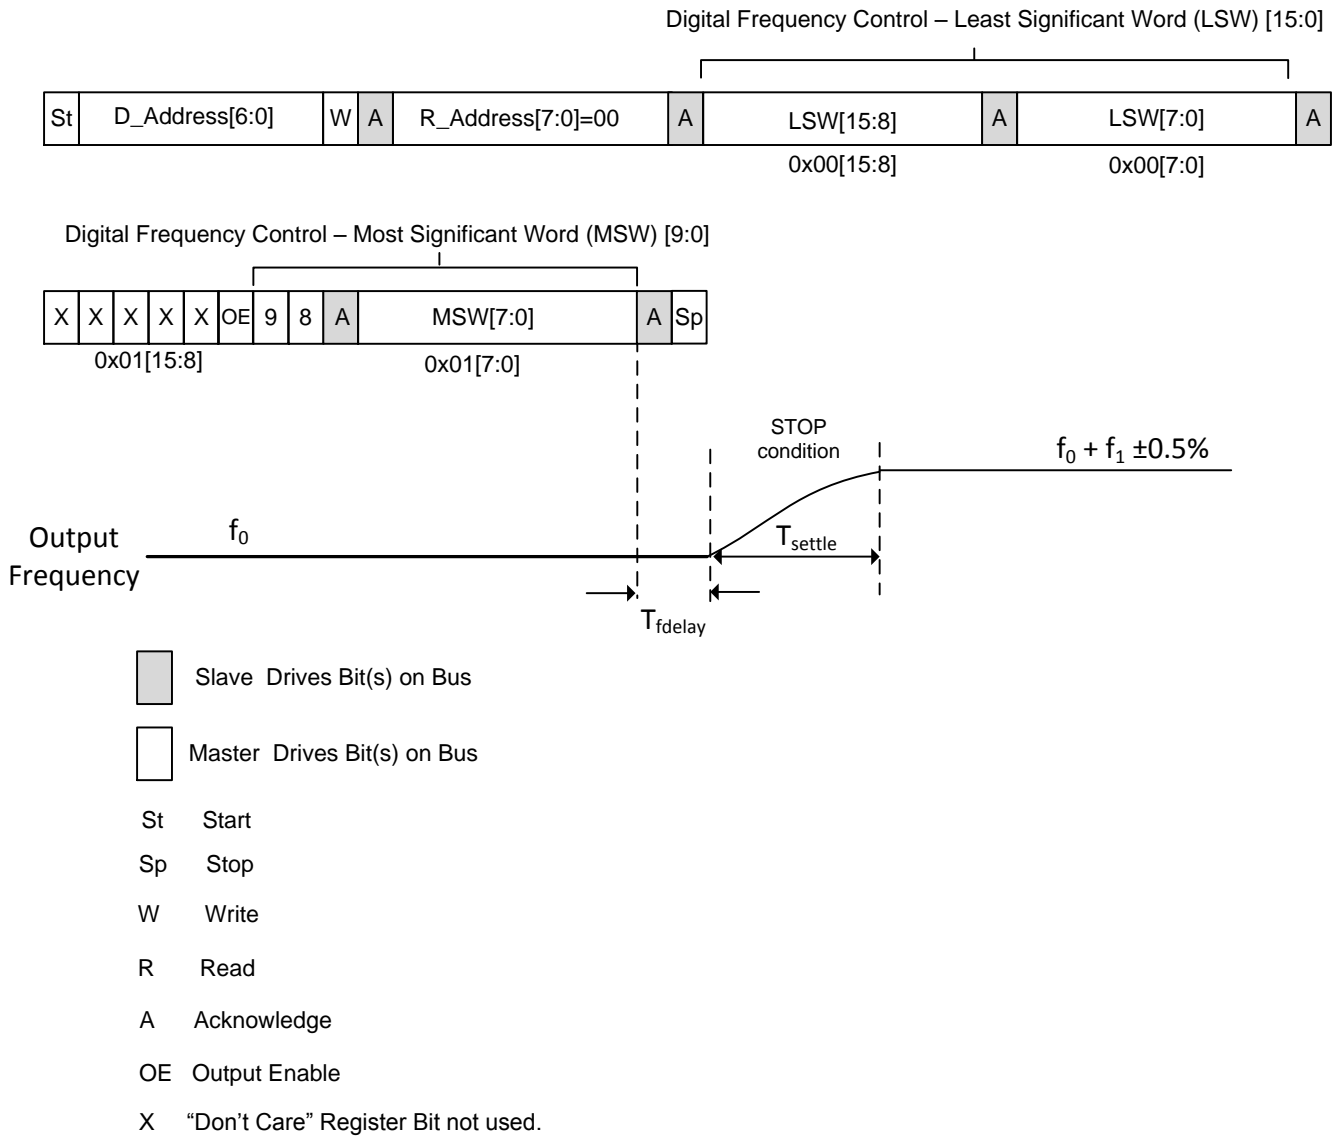 Digital Frequency Control – Least Significant Word (LSW) [15:0]
St D_Address[6:0] W A R_Address[7:0]=00 A LSW[15:8] A LSW[7:0] A
0x00[15:8] 0x00[7:0]
Digital Frequency Control – Most Significant Word (MSW) [9:0]
X X X X X OE 9 8 A MSW[7:0] A Sp
0x01[15:8] 0x01[7:0]
STOP
condition
f0 + f1 ±0.5%
f0
Output
Frequency
Tsettle
Tfdelay
Slave Drives Bit(s) on Bus
Master Drives Bit(s) on Bus
St Start
Sp Stop
W Write
R Read
A Acknowledge
OE Output Enable
X “Don’t Care” Register Bit not used.